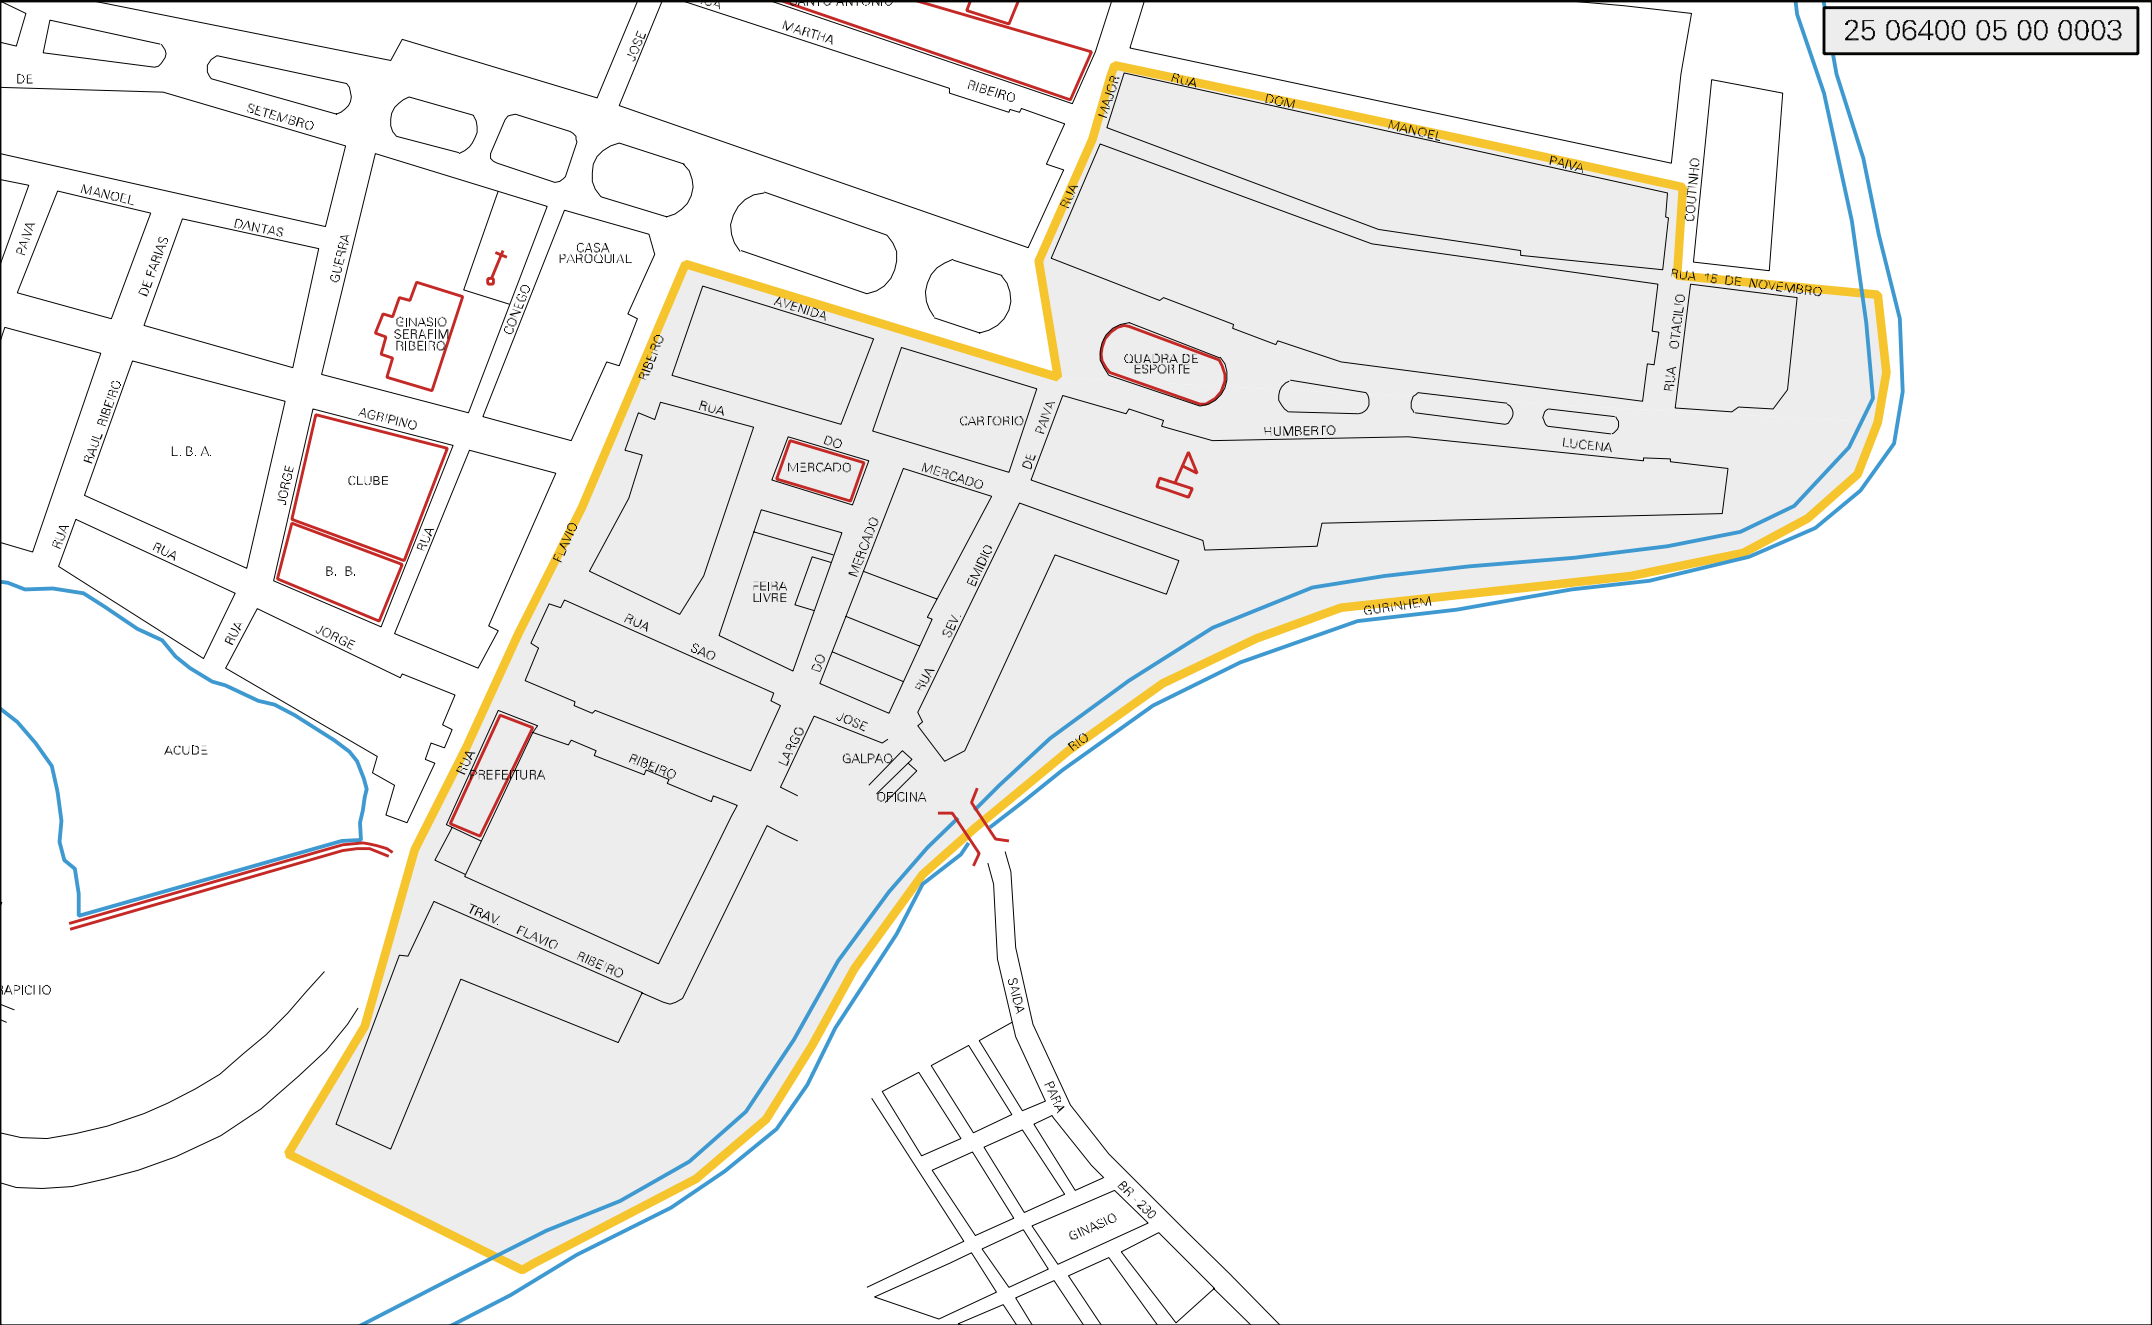 25 06400 05 00 0003
SANTO ANTONIO
MARTHA
RIBEIRO
JOSE
DE
SETEMBRO
MANOEL
DANTAS
PAIVA
DE FARIAS
GUERRA
CONEGO
CASA
PAROQUIAL
GINASIO
SERAFIM
RIBEIRO
MAJOR
RUA
RUA
DOM
MANOEL
PAIVA
COUTINHO
RUA 15 DE NOVEMBRO
RUA OTACILIO
AVENIDA
RIBEIRO
RUA
DO
MERCADO
CARTORIO
PAIVA
DE
QUADRA DE
ESPORTE
HUMBERTO
LUCENA
RAUL RIBEIRO
RUA
L. B. A.
AGRIPINO
JORGE
CLUBE
B. B.
RUA
RUA
RUA
JORGE
MERCADO
FLAVIO
MERCADO
DO
FEIRA
LIVRE
EMIDIO
SEV.
RUA
RUA
SAO
JOSE
LARGO
GALPAO
OFICINA
RUA
PREFEITURA
RIBEIRO
ACUDE
TRAV.
FLAVIO
RIBEIRO
GURINHEM
RIO
RAPICHO
SAIDA
PARA
BR - 230
GINASIO